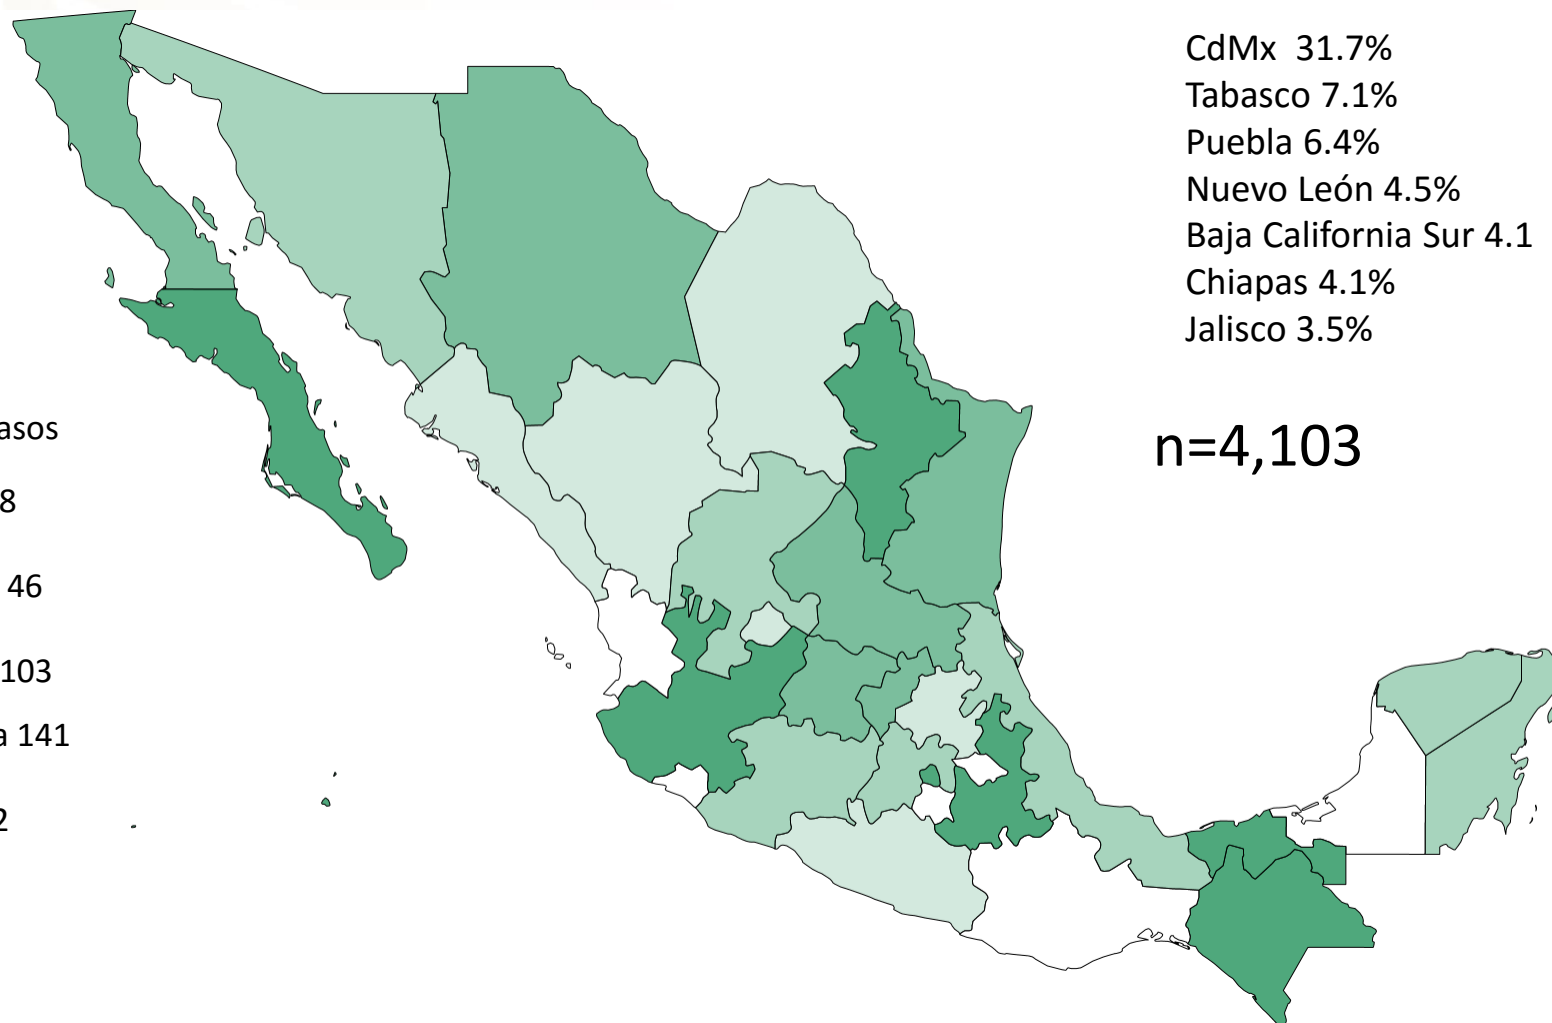 CdMx 31.7%
Tabasco 7.1%
Puebla 6.4%
Nuevo León 4.5%
Baja California Sur 4.1
Chiapas 4.1%
Jalisco 3.5%
n=4,103
asos
8
46
103
a 141
2